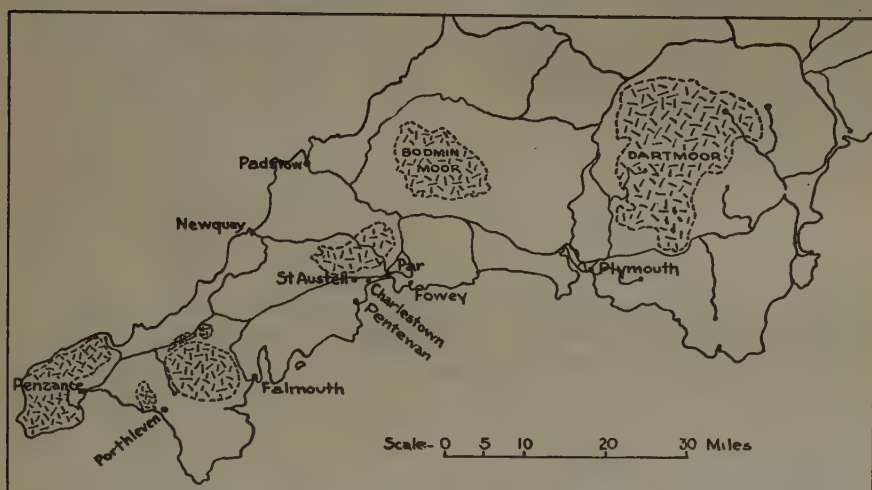 BODMIN
MOOR
DARTMOOR
Padstow
Newquay
St Austell
Par
Fowey
Charlestown
Pentewan
Plymouth
Penzance
Falmouth
Porthleven
Scale- 0 5 10 20 30 Miles